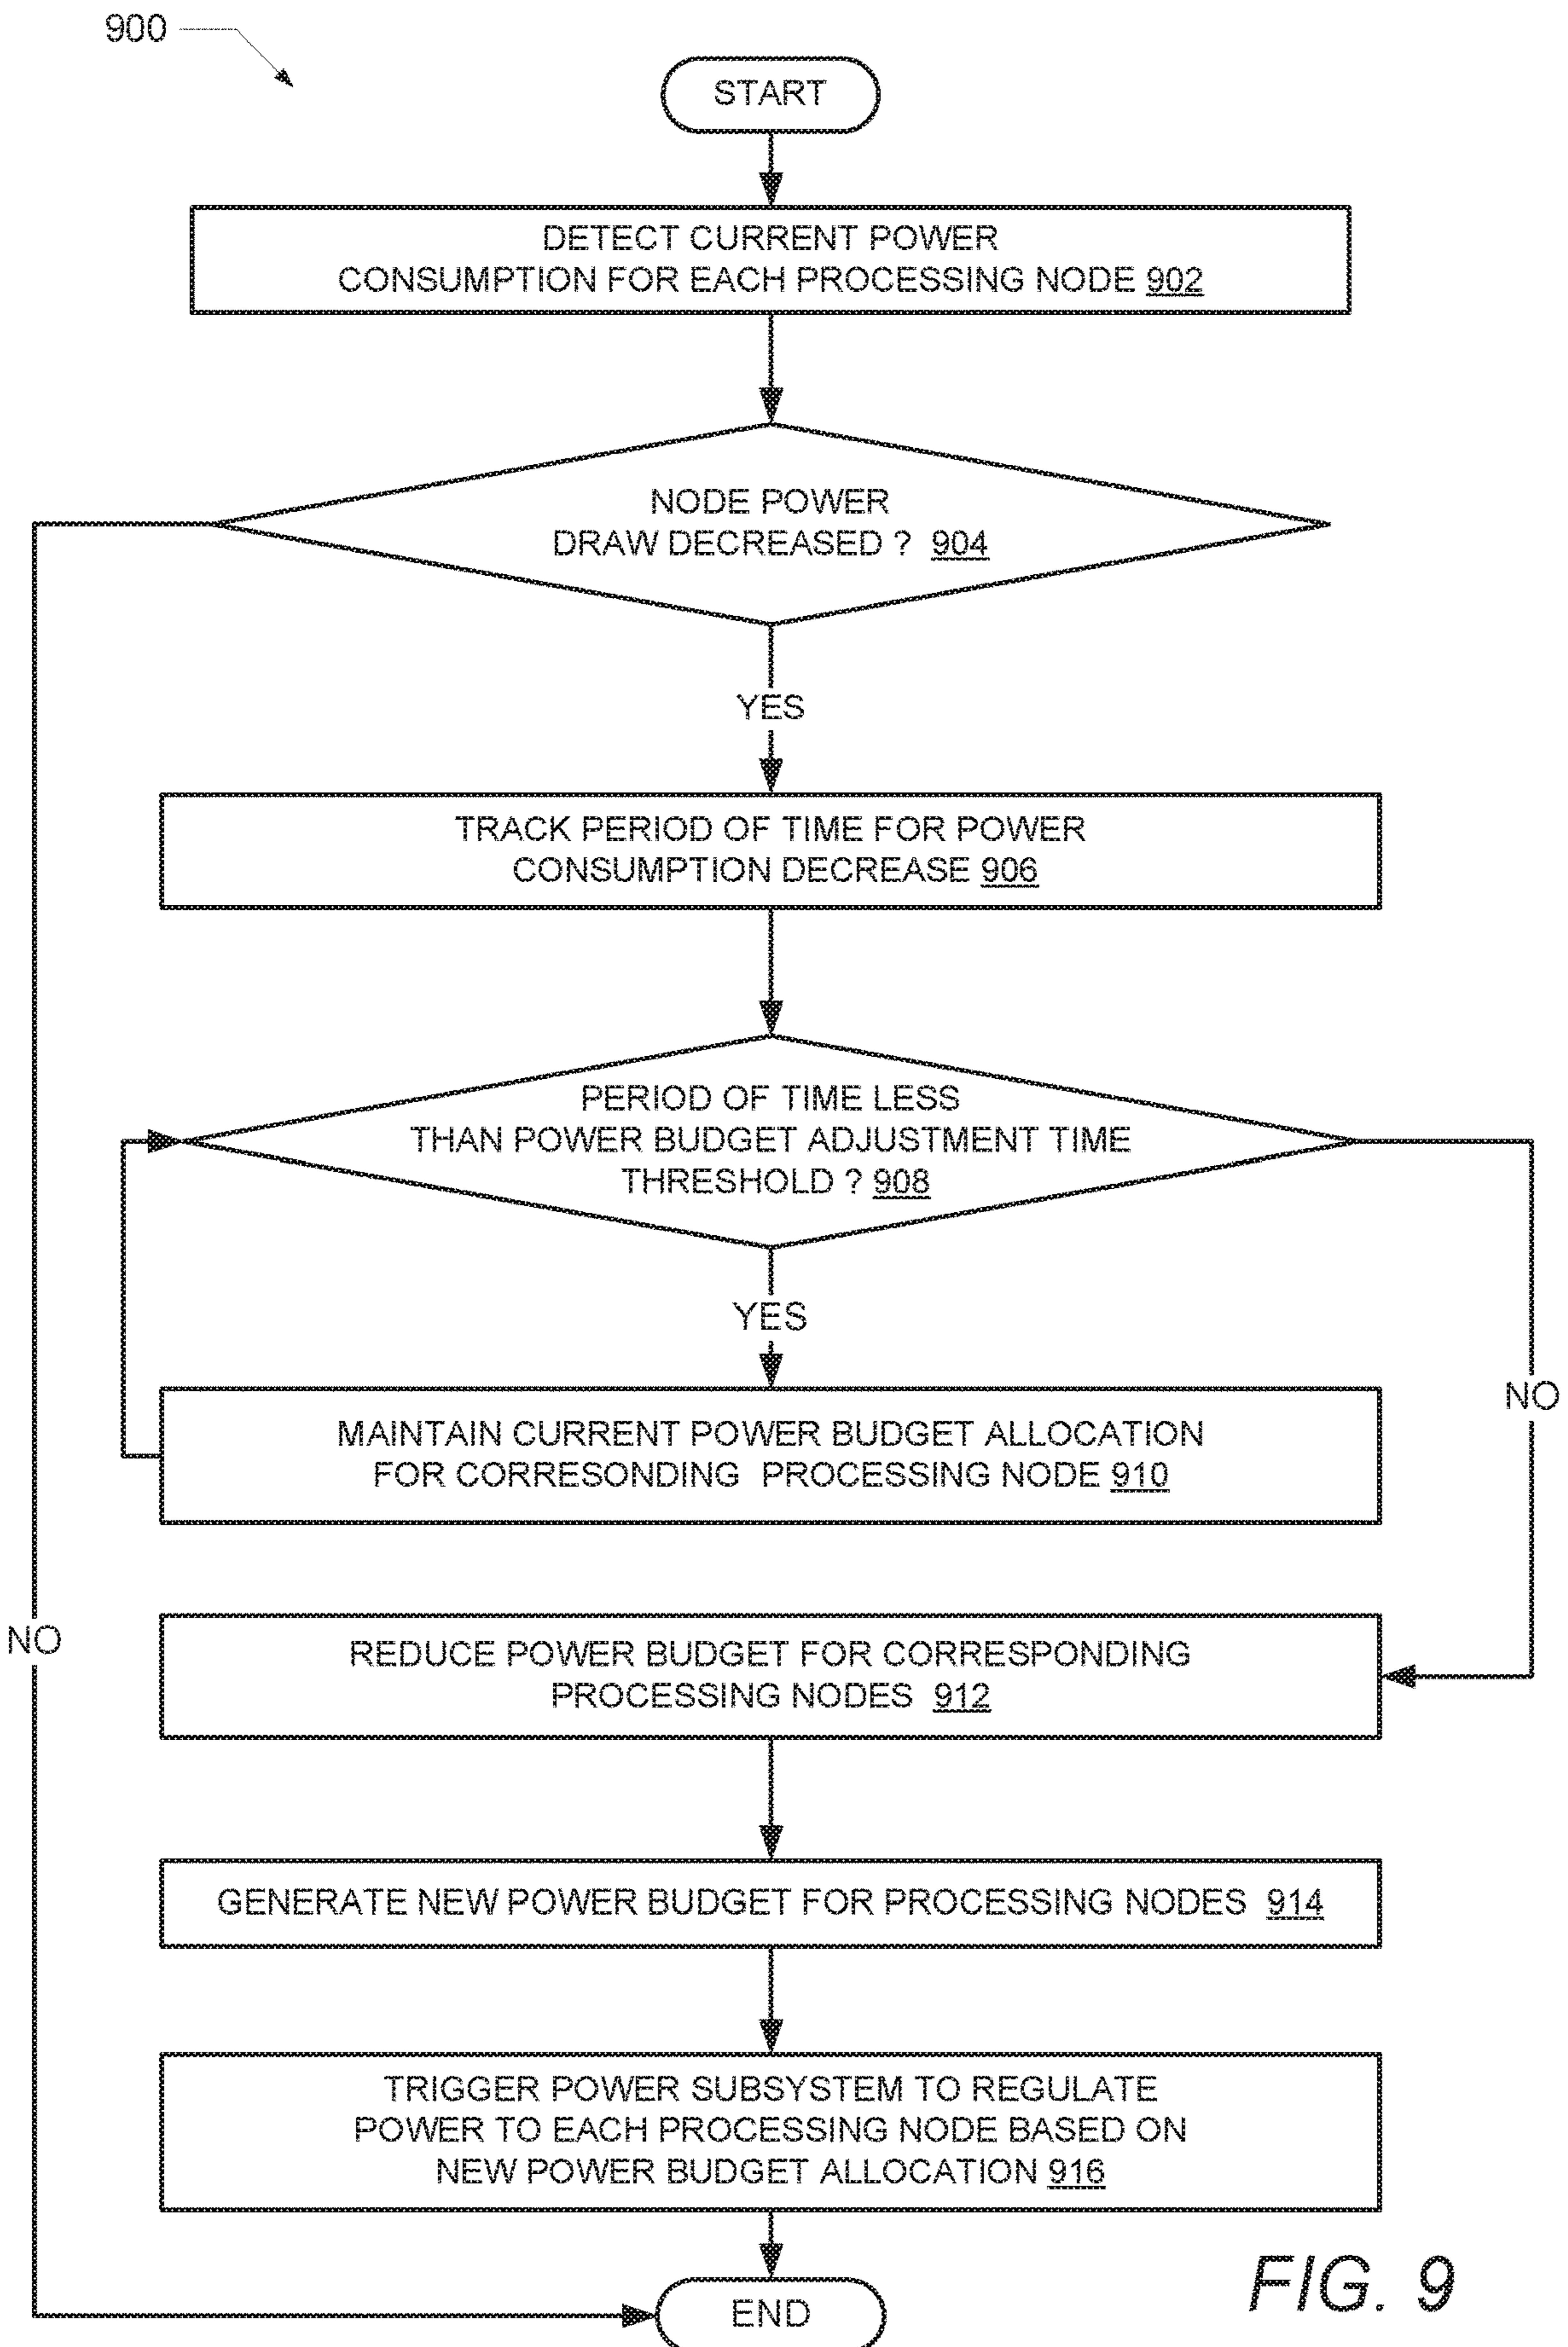 900
START
DETECT CURRENT POWER
CONSUMPTION FOR EACH PROCESSING NODE 902
NODE POWER
DRAW DECREASED ? 904
YES
TRACK PERIOD OF TIME FOR POWER
CONSUMPTION DECREASE 906
PERIOD OF TIME LESS
THAN POWER BUDGET ADJUSTMENT TIME
THRESHOLD ? 908
YES
NO
MAINTAIN CURRENT POWER BUDGET ALLOCATION
FOR CORRESONDING PROCESSING NODE 910
NO
REDUCE POWER BUDGET FOR CORRESPONDING
PROCESSING NODES 912
GENERATE NEW POWER BUDGET FOR PROCESSING NODES 914
TRIGGER POWER SUBSYSTEM TO REGULATE
POWER TO EACH PROCESSING NODE BASED ON
NEW POWER BUDGET ALLOCATION 916
END
FIG. 9